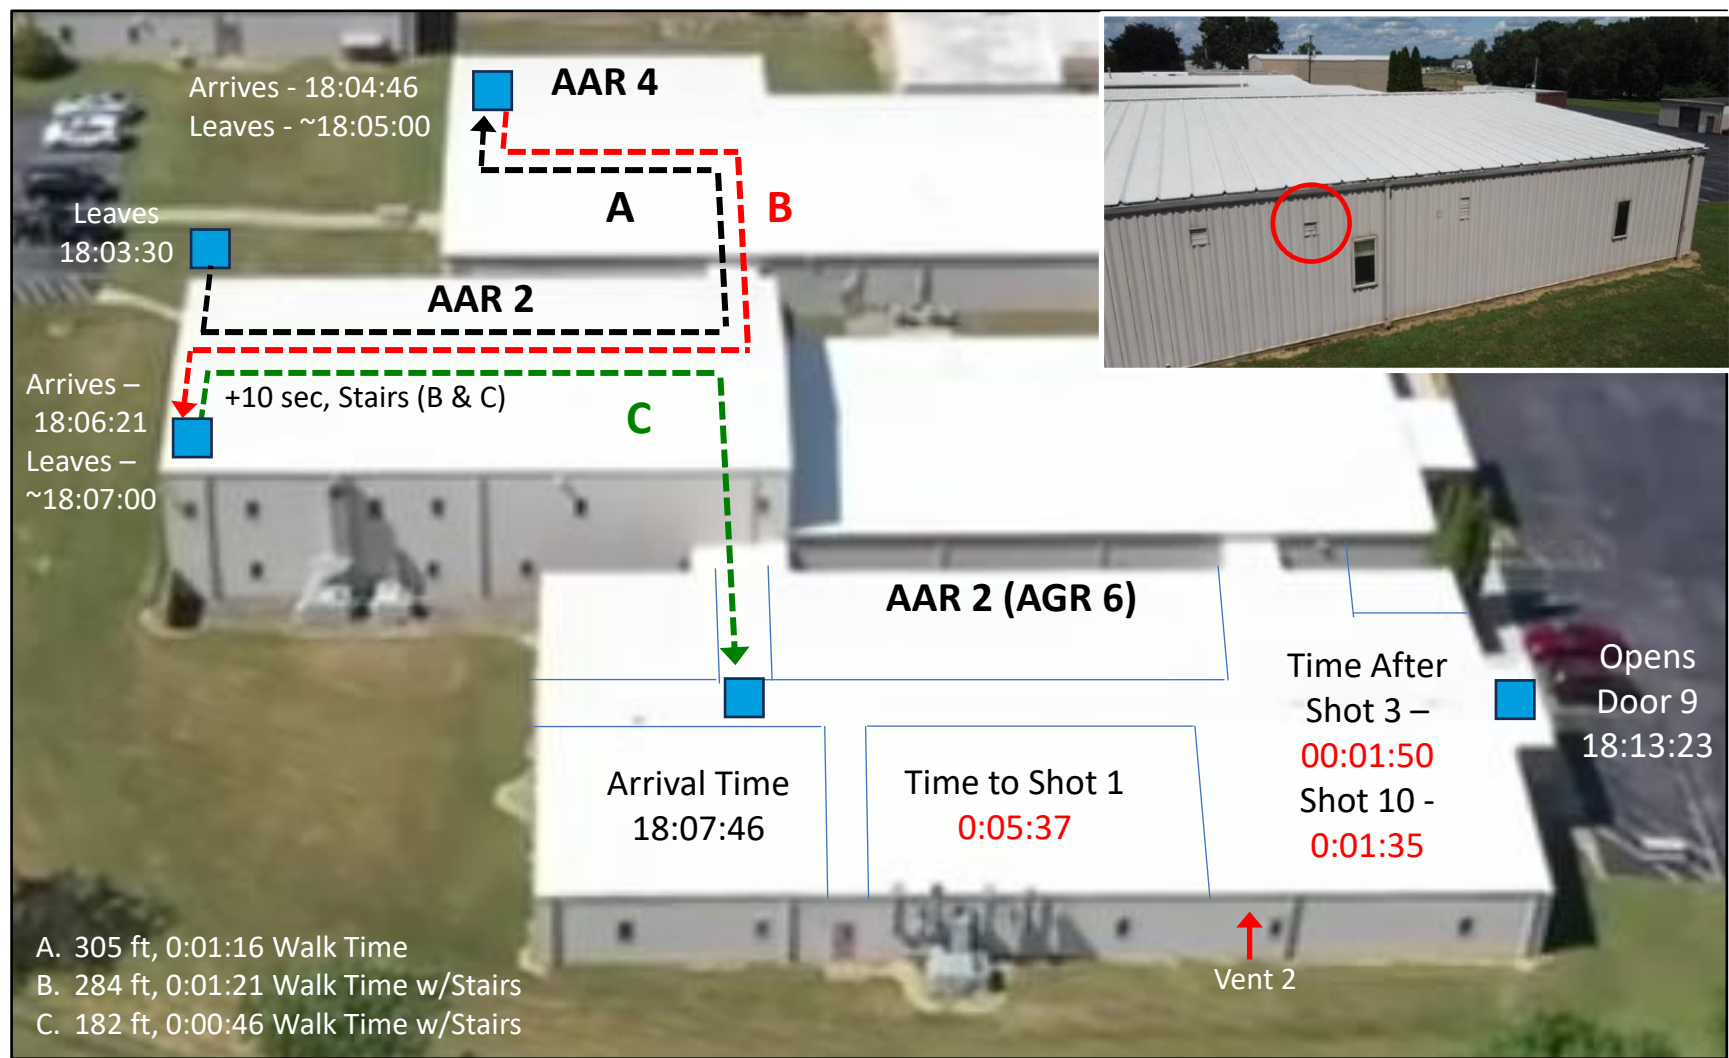 Arrives - 18:04:46
Leaves - ~18:05:00
AAR 4
A
B
Leaves
18:03:30
AAR 2
Arrives –
18:06:21
Leaves –
~18:07:00
+10 sec, Stairs (B & C)
C
AAR 2 (AGR 6)
Time After
Shot 3 –
00:01:50
Shot 10 -
0:01:35
Opens
Door 9
18:13:23
Arrival Time
18:07:46
Time to Shot 1
0:05:37
Vent 2
A. 305 ft, 0:01:16 Walk Time
B. 284 ft, 0:01:21 Walk Time w/Stairs
C. 182 ft, 0:00:46 Walk Time w/Stairs